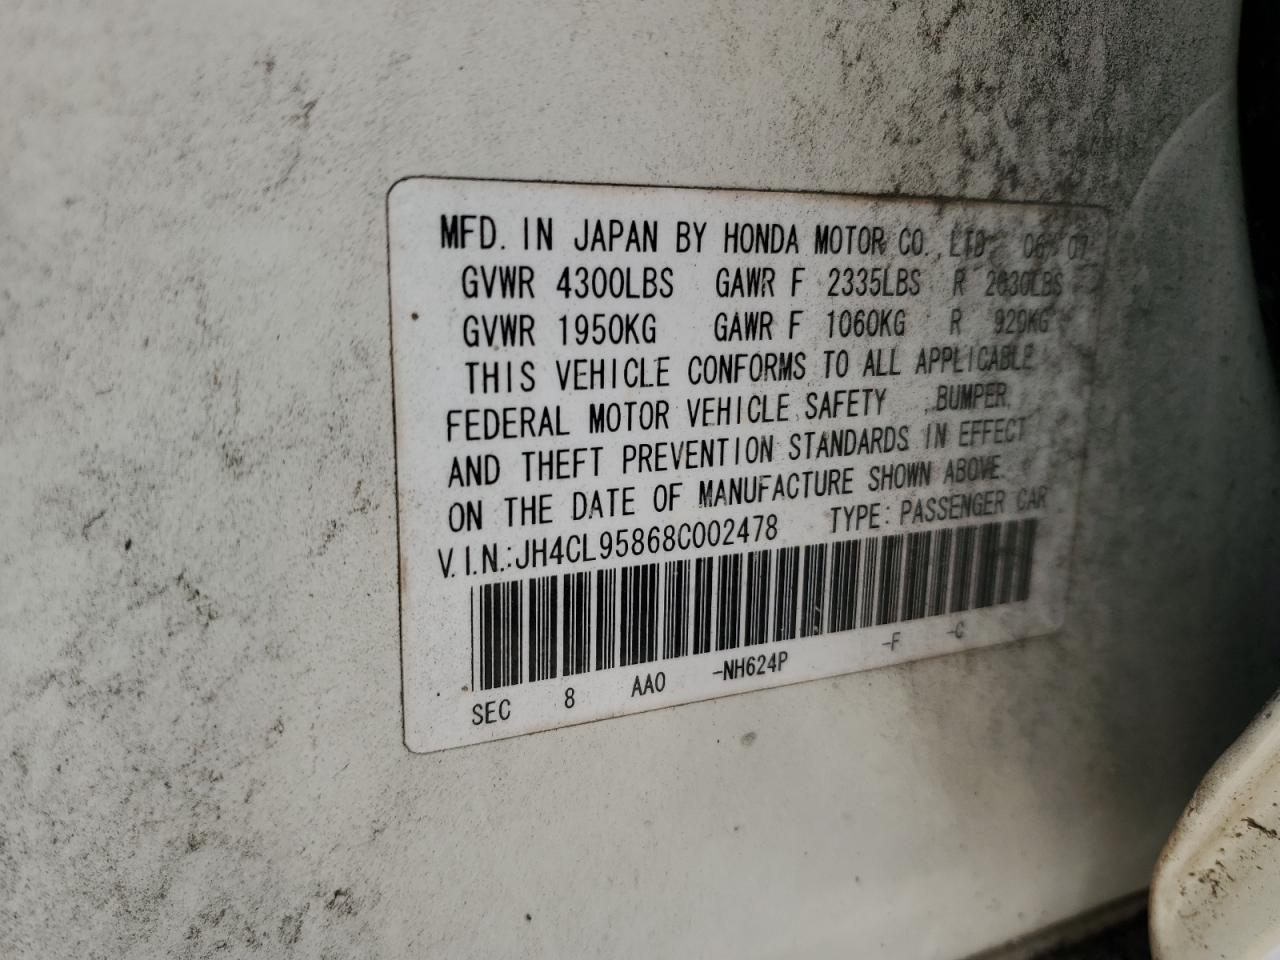 MFD. IN JAPAN BY HONDA MOTOR CO., LTD 06 07
GVWR 4300LBS GAWR F 2335LBS R 2030LBS
GVWR 1950KG GAWR F 1060KG R 920KG
THIS VEHICLE CONFORMS TO ALL APPLICABLE
FEDERAL MOTOR VEHICLE SAFETY ,BUMPER,
AND THEFT PREVENTION STANDARDS IN EFFECT
ON THE DATE OF MANUFACTURE SHOWN ABOVE.
V.I.N.:JH4CL95868C002478 TYPE: PASSENGER CAR
SEC 8 AA0 -NH624P -F -C